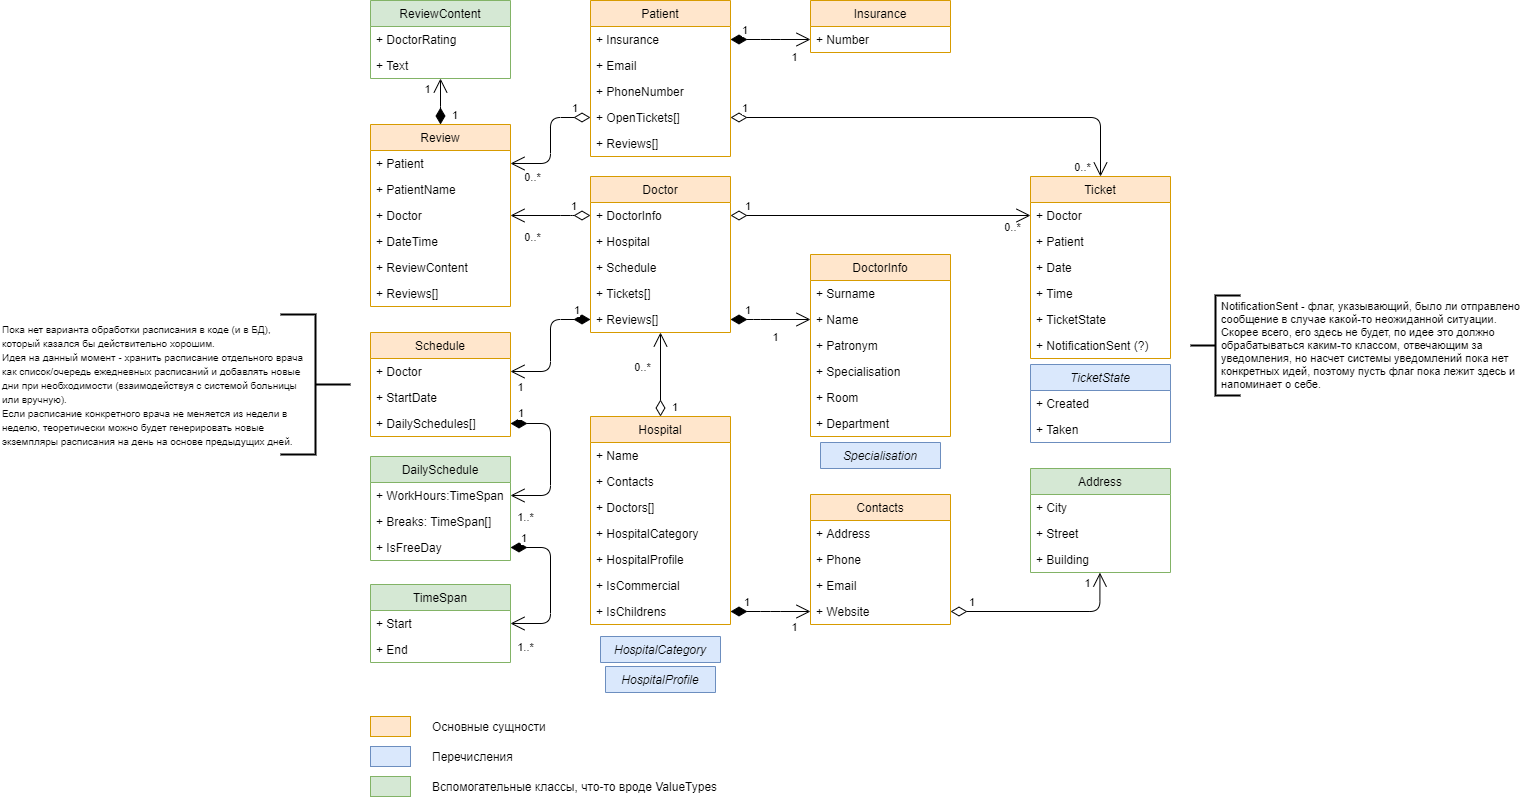 ReviewContent
+ DoctorRating
+ Text
1
1
Review
+ Patient
+ PatientName
+ Doctor
+ DateTime
+ ReviewContent
+ Reviews[]
Patient
+ Insurance
+ Email
+ PhoneNumber
+ OpenTickets[]
+ Reviews[]
1
1
Insurance
+ Number
1
0..*
1
0..*
Doctor
+ DoctorInfo
+ Hospital
+ Schedule
+ Tickets[]
+ Reviews[]
1
0..*
1
0..*
Ticket
+ Doctor
+ Patient
+ Date
+ Time
+ TicketState
+ NotificationSent (?)
TicketState
+ Created
+ Taken
DoctorInfo
+ Surname
+ Name
+ Patronym
+ Specialisation
+ Room
+ Department
Specialisation
1
1
1
1
0..*
1
Пока нет варианта обработки расписания в коде (и в БД),
который казался бы действительно хорошим.
Идея на данный момент - хранить расписание отдельного врача
как список/очередь ежедневных расписаний и добавлять новые
дни при необходимости (взаимодействуя с системой больницы
или вручную).
Если расписание конкретного врача не меняется из недели в
неделю, теоретически можно будет генерировать новые
экземпляры расписания на день на основе предыдущих дней.
NotificationSent - флаг, указывающий, было ли отправлено
сообщение в случае какой-то неожиданной ситуации.
Скорее всего, его здесь не будет, по идее это должно
обрабатываться каким-то классом, отвечающим за
уведомления, но насчет системы уведомлений пока нет
конкретных идей, поэтому пусть флаг пока лежит здесь и
напоминает о себе.
Schedule
+ Doctor
+ StartDate
+ DailySchedules[]
1
1..*
DailySchedule
+ WorkHours:TimeSpan
+ Breaks: TimeSpan[]
+ IsFreeDay
1
1..*
TimeSpan
+ Start
+ End
Hospital
+ Name
+ Contacts
+ Doctors[]
+ HospitalCategory
+ HospitalProfile
+ IsCommercial
+ IsChildrens
HospitalCategory
HospitalProfile
1
1
Contacts
+ Address
+ Phone
+ Email
+ Website
1
1
Address
+ City
+ Street
+ Building
Основные сущности
Перечисления
Вспомогательные классы, что-то вроде ValueTypes